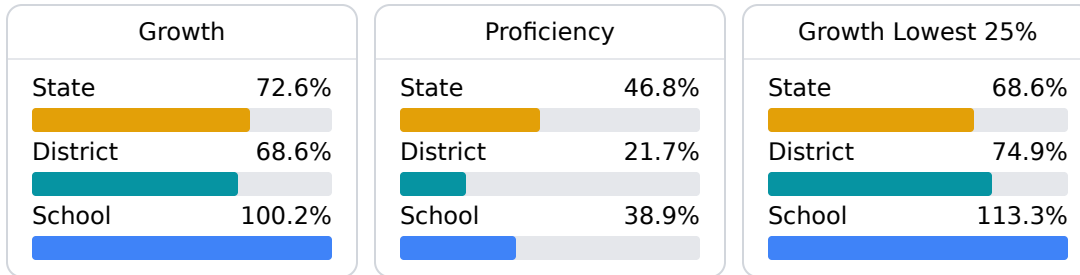 Growth
State 72.6%
District 68.6%
School 100.2%
Proficiency
State 46.8%
District 21.7%
School 38.9%
Growth Lowest 25%
State 68.6%
District 74.9%
School 113.3%